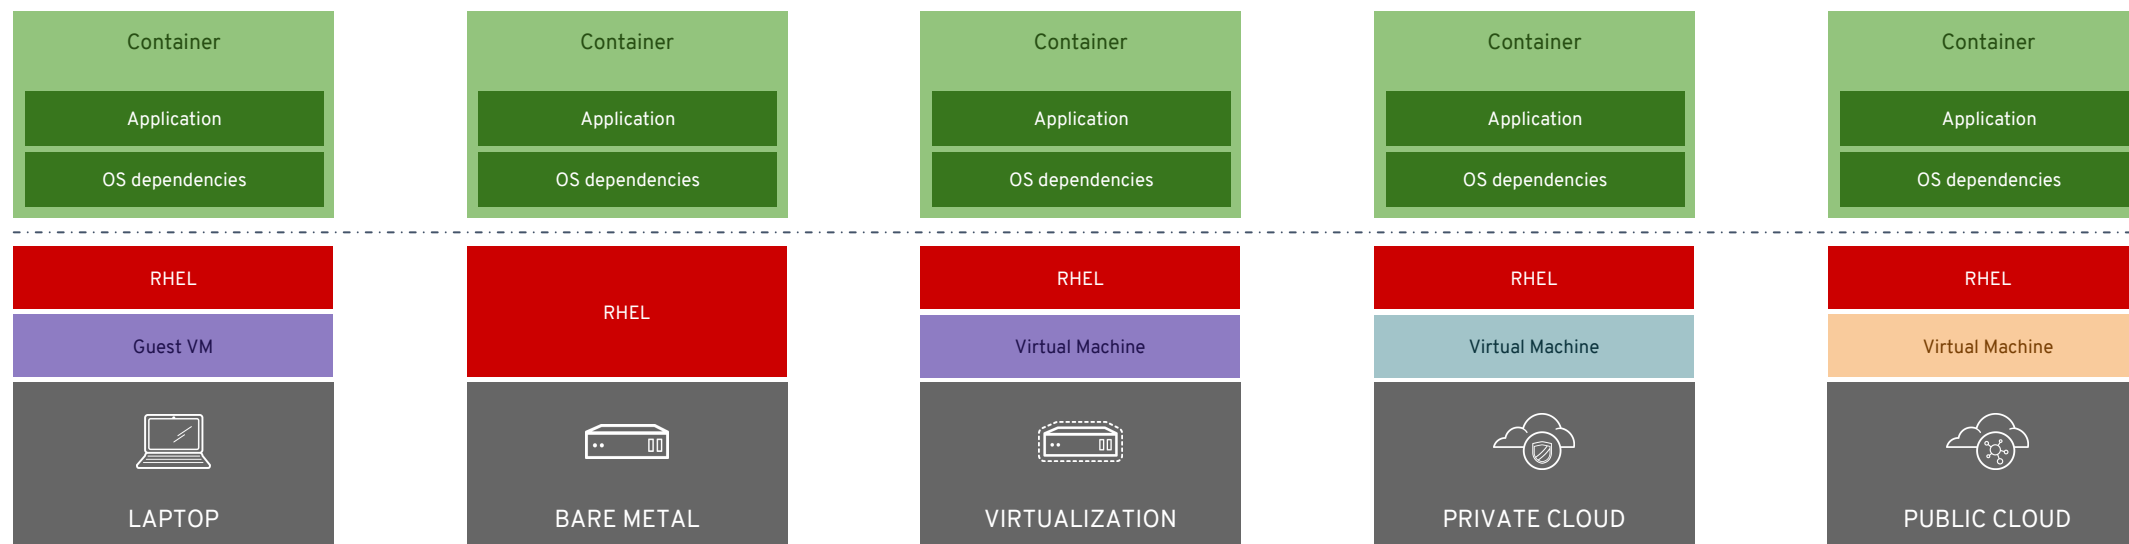 Container
Application
OS dependencies
RHEL
Guest VM
LAPTOP
Container
Application
OS dependencies
RHEL
BARE METAL
Container
Application
OS dependencies
RHEL
Virtual Machine
VIRTUALIZATION
Container
Application
OS dependencies
RHEL
Virtual Machine
PRIVATE CLOUD
Container
Application
OS dependencies
RHEL
Virtual Machine
PUBLIC CLOUD